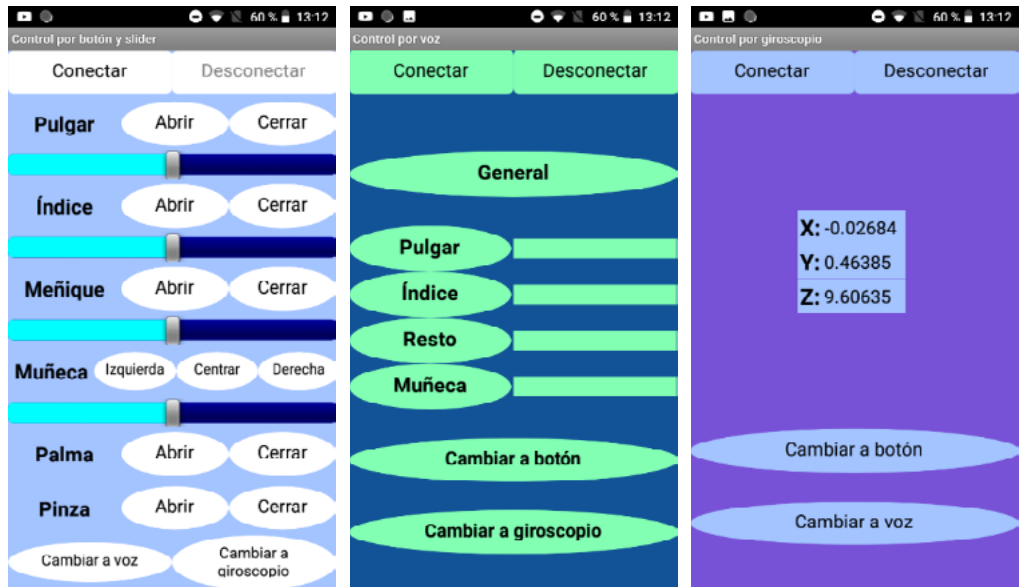 60 % 13:12
Control por botón y slider
Conectar Desconectar
Pulgar Abrir Cerrar
Índice Abrir Cerrar
Meñique Abrir Cerrar
Muñeca Izquierda Centrar Derecha
Palma Abrir Cerrar
Pinza Abrir Cerrar
Cambiar a voz Cambiar a
giroscopio
60 % 13:12
Control por voz
Conectar Desconectar
General
Pulgar
Índice
Resto
Muñeca
Cambiar a botón
Cambiar a giroscopio
60 % 13:12
Control por giroscopio
Conectar Desconectar
X: -0.02684
Y: 0.46385
Z: 9.60635
Cambiar a botón
Cambiar a voz